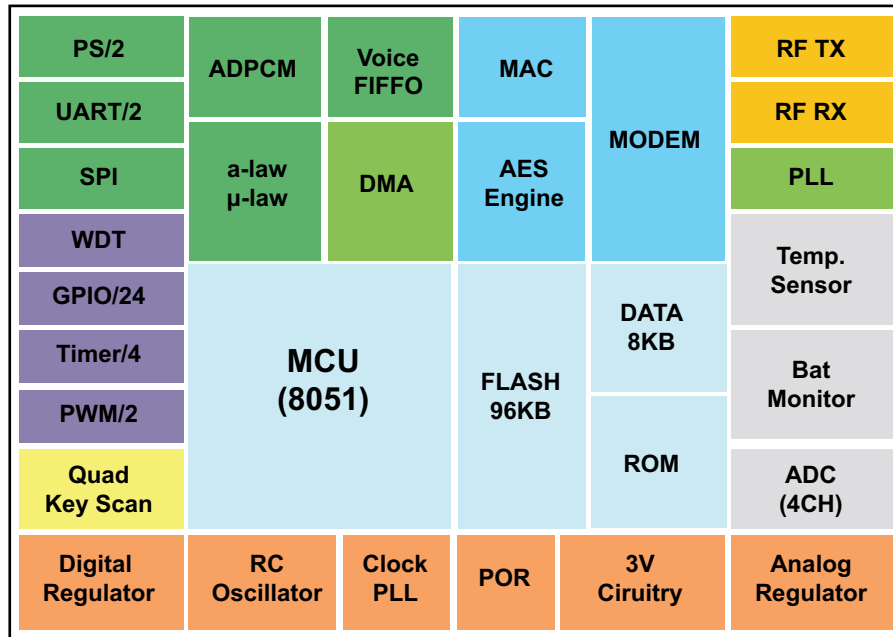 PS/2
UART/2
SPI
WDT
GPIO/24
Timer/4
PWM/2
Quad
Key Scan
ADPCM
Voice
FIFFO
a-law
µ-law
DMA
MAC
AES
Engine
MODEM
RF TX
RF RX
PLL
Temp.
Sensor
Bat
Monitor
ADC
(4CH)
MCU
(8051)
FLASH
96KB
DATA
8KB
ROM
Digital
Regulator
RC
Oscillator
Clock
PLL
POR
3V
Ciruitry
Analog
Regulator